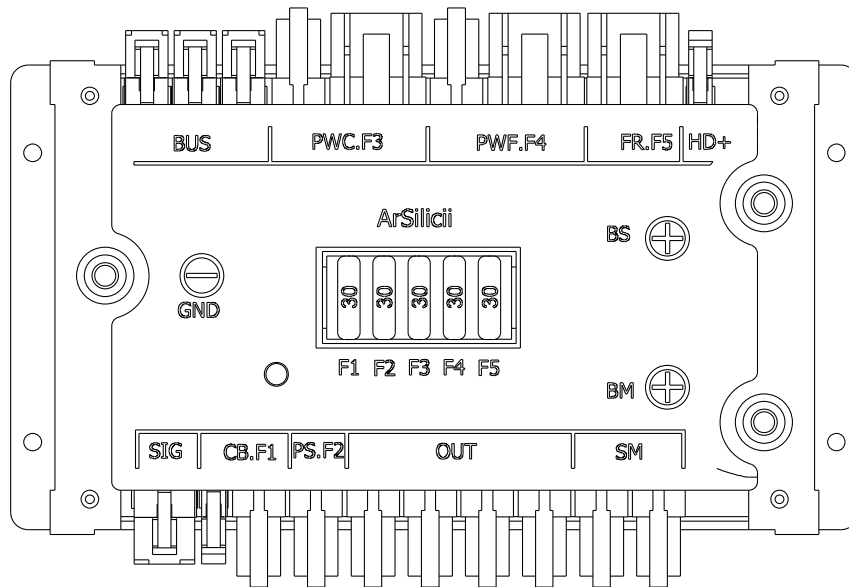 BUS PWC.F3 PWF.F4 FR.F5 HD+
ArSilicii
BS
GND
30 30 30 30 30
F1 F2 F3 F4 F5
BM
SIG CB.F1 PS.F2 OUT SM